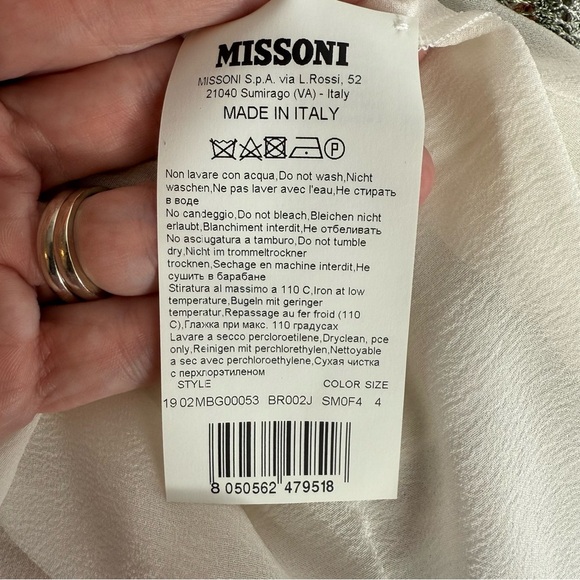 MISSONI
MISSONI S.p.A. via L.Rossi, 52
21040 Sumirago (VA) - Italy
MADE IN ITALY
P
Non lavare con acqua,Do not wash,Nicht
waschen,Ne pas laver avec l'eau,Не стирать
в воде
No candeggio,Do not bleach,Bleichen nicht
erlaubt,Blanchiment interdit,Не отбеливать
No asciugatura a tamburo,Do not tumble
dry,Nicht im trommeltrockner
trocknen,Sechage en machine interdit,Не
сушить в барабане
Stiratura al massimo a 110 C,Iron at low
temperature,Bugeln mit geringer
temperatur,Repassage au fer froid (110
C),Глажка при макс. 110 градусах
Lavare a secco percloroetilene,Dryclean, pce
only,Reinigen mit perchlorethylen,Nettoyable
a sec avec perchloroethylene,Сухая чистка
с перхлорэтиленом
STYLE COLOR SIZE
1902MBG00053 BR002J SM0F4 4
8 050562 479518